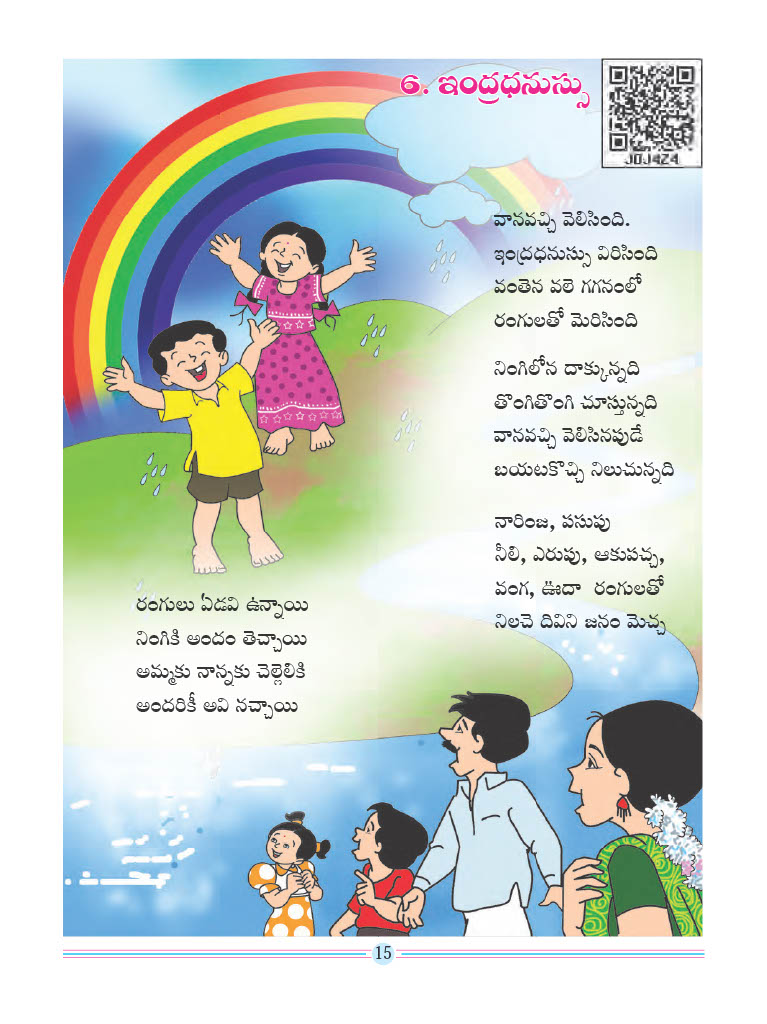 6. ఇంద్రధనుస్సు
J0J4Z4
వానవచ్చి వెలిసింది.
ఇంద్రధనుస్సు విరిసింది
వంతెన వలె గగనంలో
రంగులతో మెరిసింది
నింగిలోన దాక్కున్నది
తొంగితొంగి చూస్తున్నది
వానవచ్చి వెలిసినపుడే
బయటకొచ్చి నిలుచున్నది
నారింజ, పసుపు
నీలి, ఎరుపు, ఆకుపచ్చ,
వంగ, ఊదా రంగులతో
నిలచె దివిని జనం మెచ్చ
రంగులు ఏడవి ఉన్నాయి
నింగికి అందం తెచ్చాయి
అమ్మకు నాన్నకు చెల్లెలికి
అందరికీ అవి నచ్చాయి
15